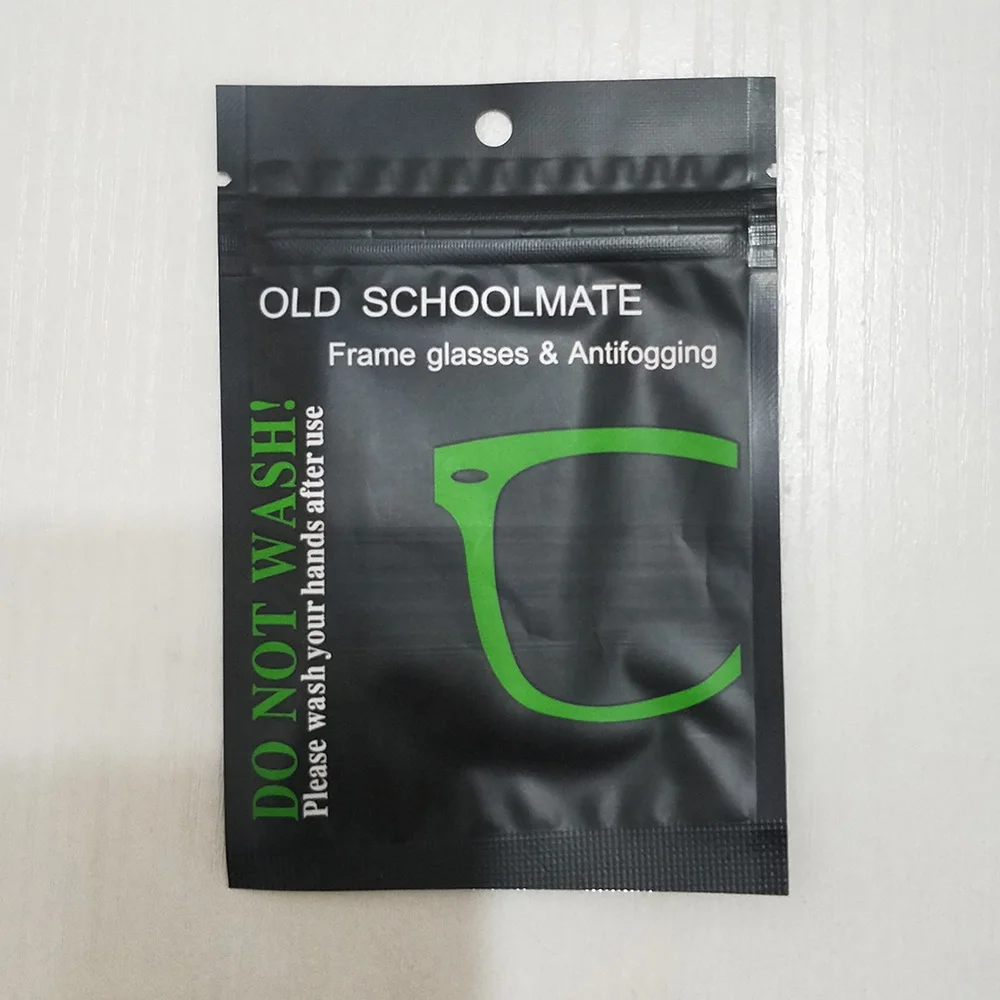 OLD SCHOOLMATE
Frame glasses & Antifogging
DO NOT WASH!
Please wash your hands after use